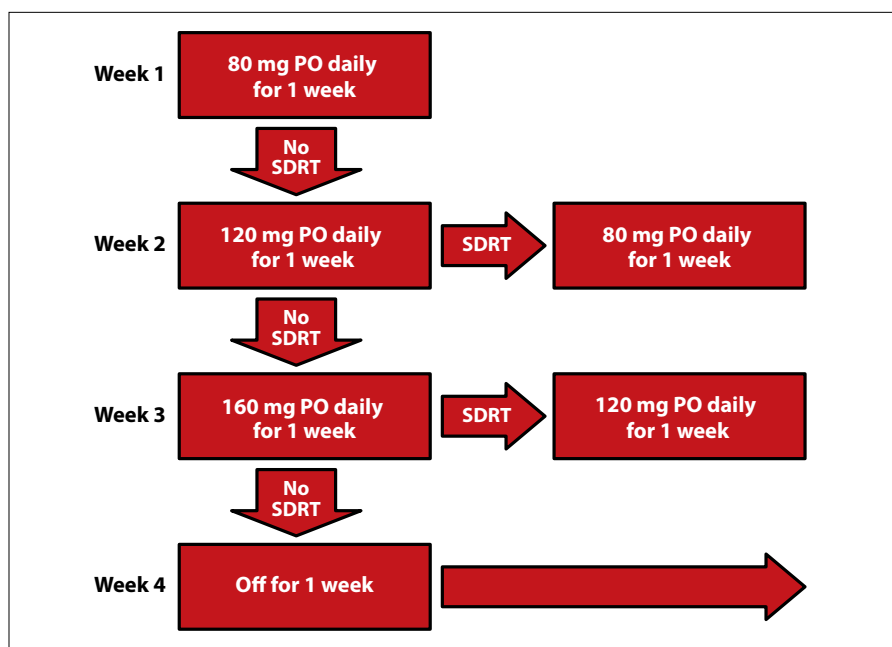 Week 1
80 mg PO daily
for 1 week
No
SDRT
Week 2
120 mg PO daily
for 1 week
SDRT
80 mg PO daily
for 1 week
No
SDRT
Week 3
160 mg PO daily
for 1 week
SDRT
120 mg PO daily
for 1 week
No
SDRT
Week 4
Off for 1 week